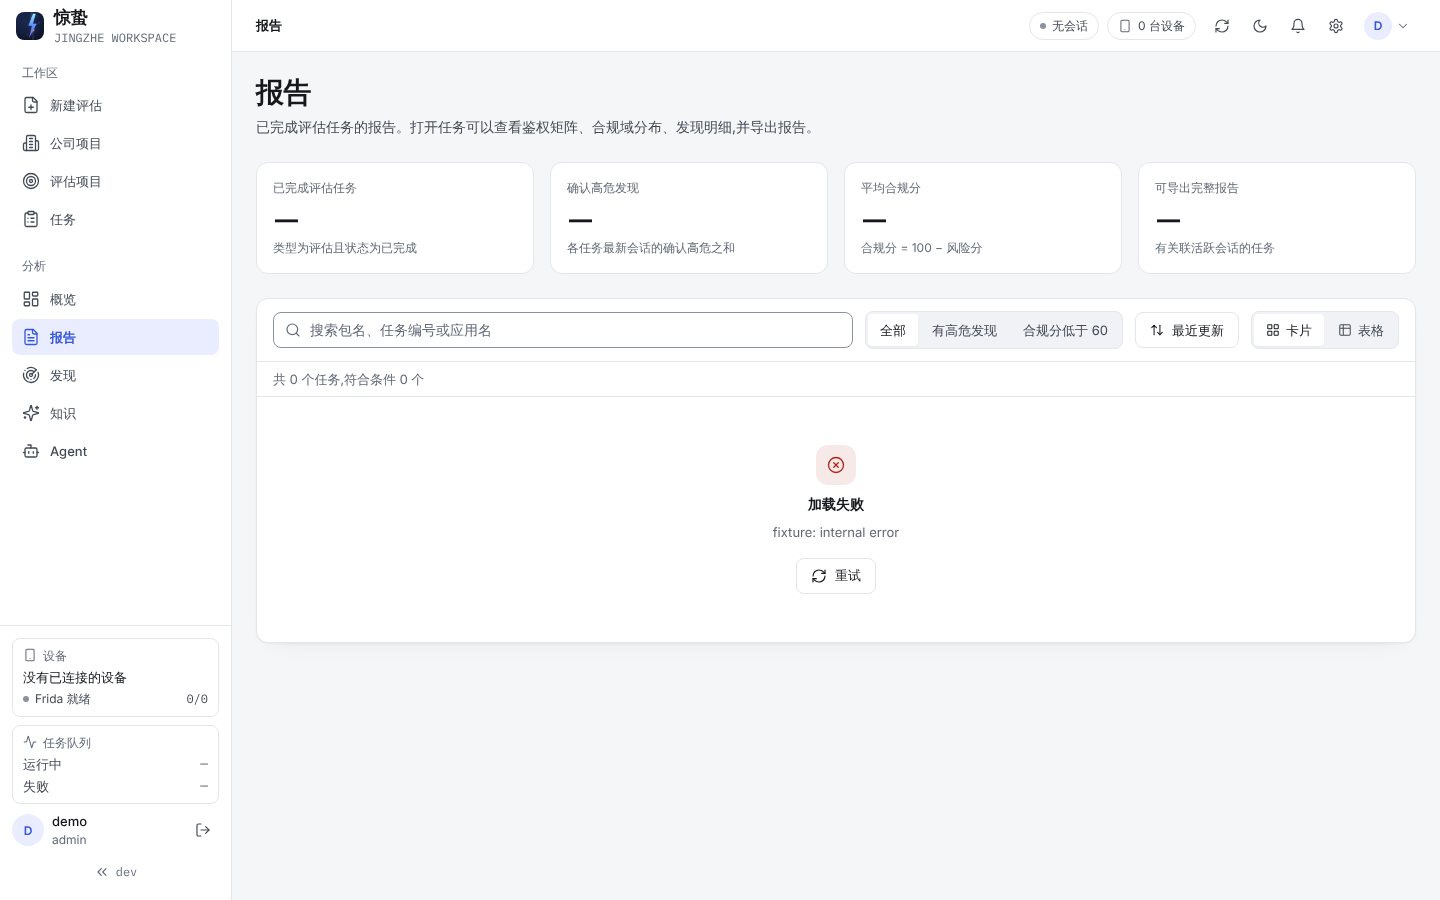 惊蛰
JINGZHE WORKSPACE
工作区
新建评估
公司项目
评估项目
任务
分析
概览
报告
发现
知识
Agent
设备
没有已连接的设备
Frida 就绪 0/0
任务队列
运行中 —
失败 —
D
demo
admin
dev
报告
无会话
0 台设备
D
报告
已完成评估任务的报告。打开任务可以查看鉴权矩阵、合规域分布、发现明细,并导出报告。
已完成评估任务
—
类型为评估且状态为已完成
确认高危发现
—
各任务最新会话的确认高危之和
平均合规分
—
合规分 = 100 − 风险分
可导出完整报告
—
有关联活跃会话的任务
搜索包名、任务编号或应用名
全部 有高危发现 合规分低于 60
最近更新
卡片 表格
共 0 个任务,符合条件 0 个
加载失败
fixture: internal error
重试